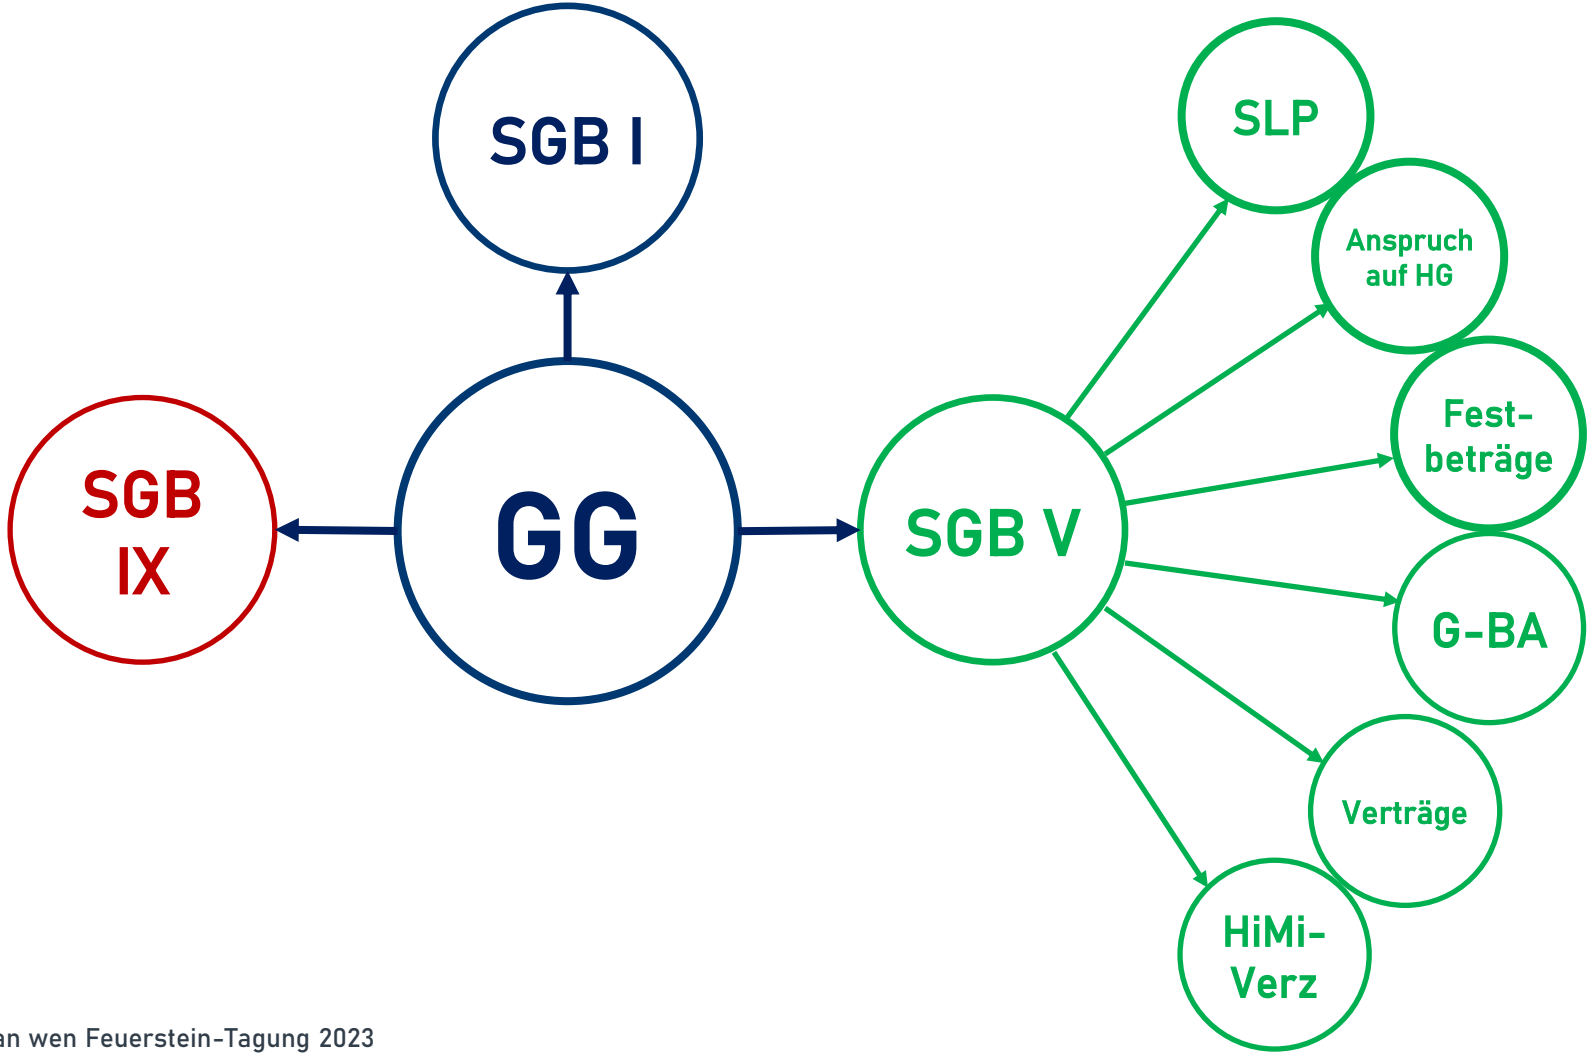 SGB I
SGB
IX
GG
SGB V
SLP
Anspruch
auf HG
Fest-
beträge
G-BA
Verträge
HiMi-
Verz
wen Feuerstein-Tagung 2023